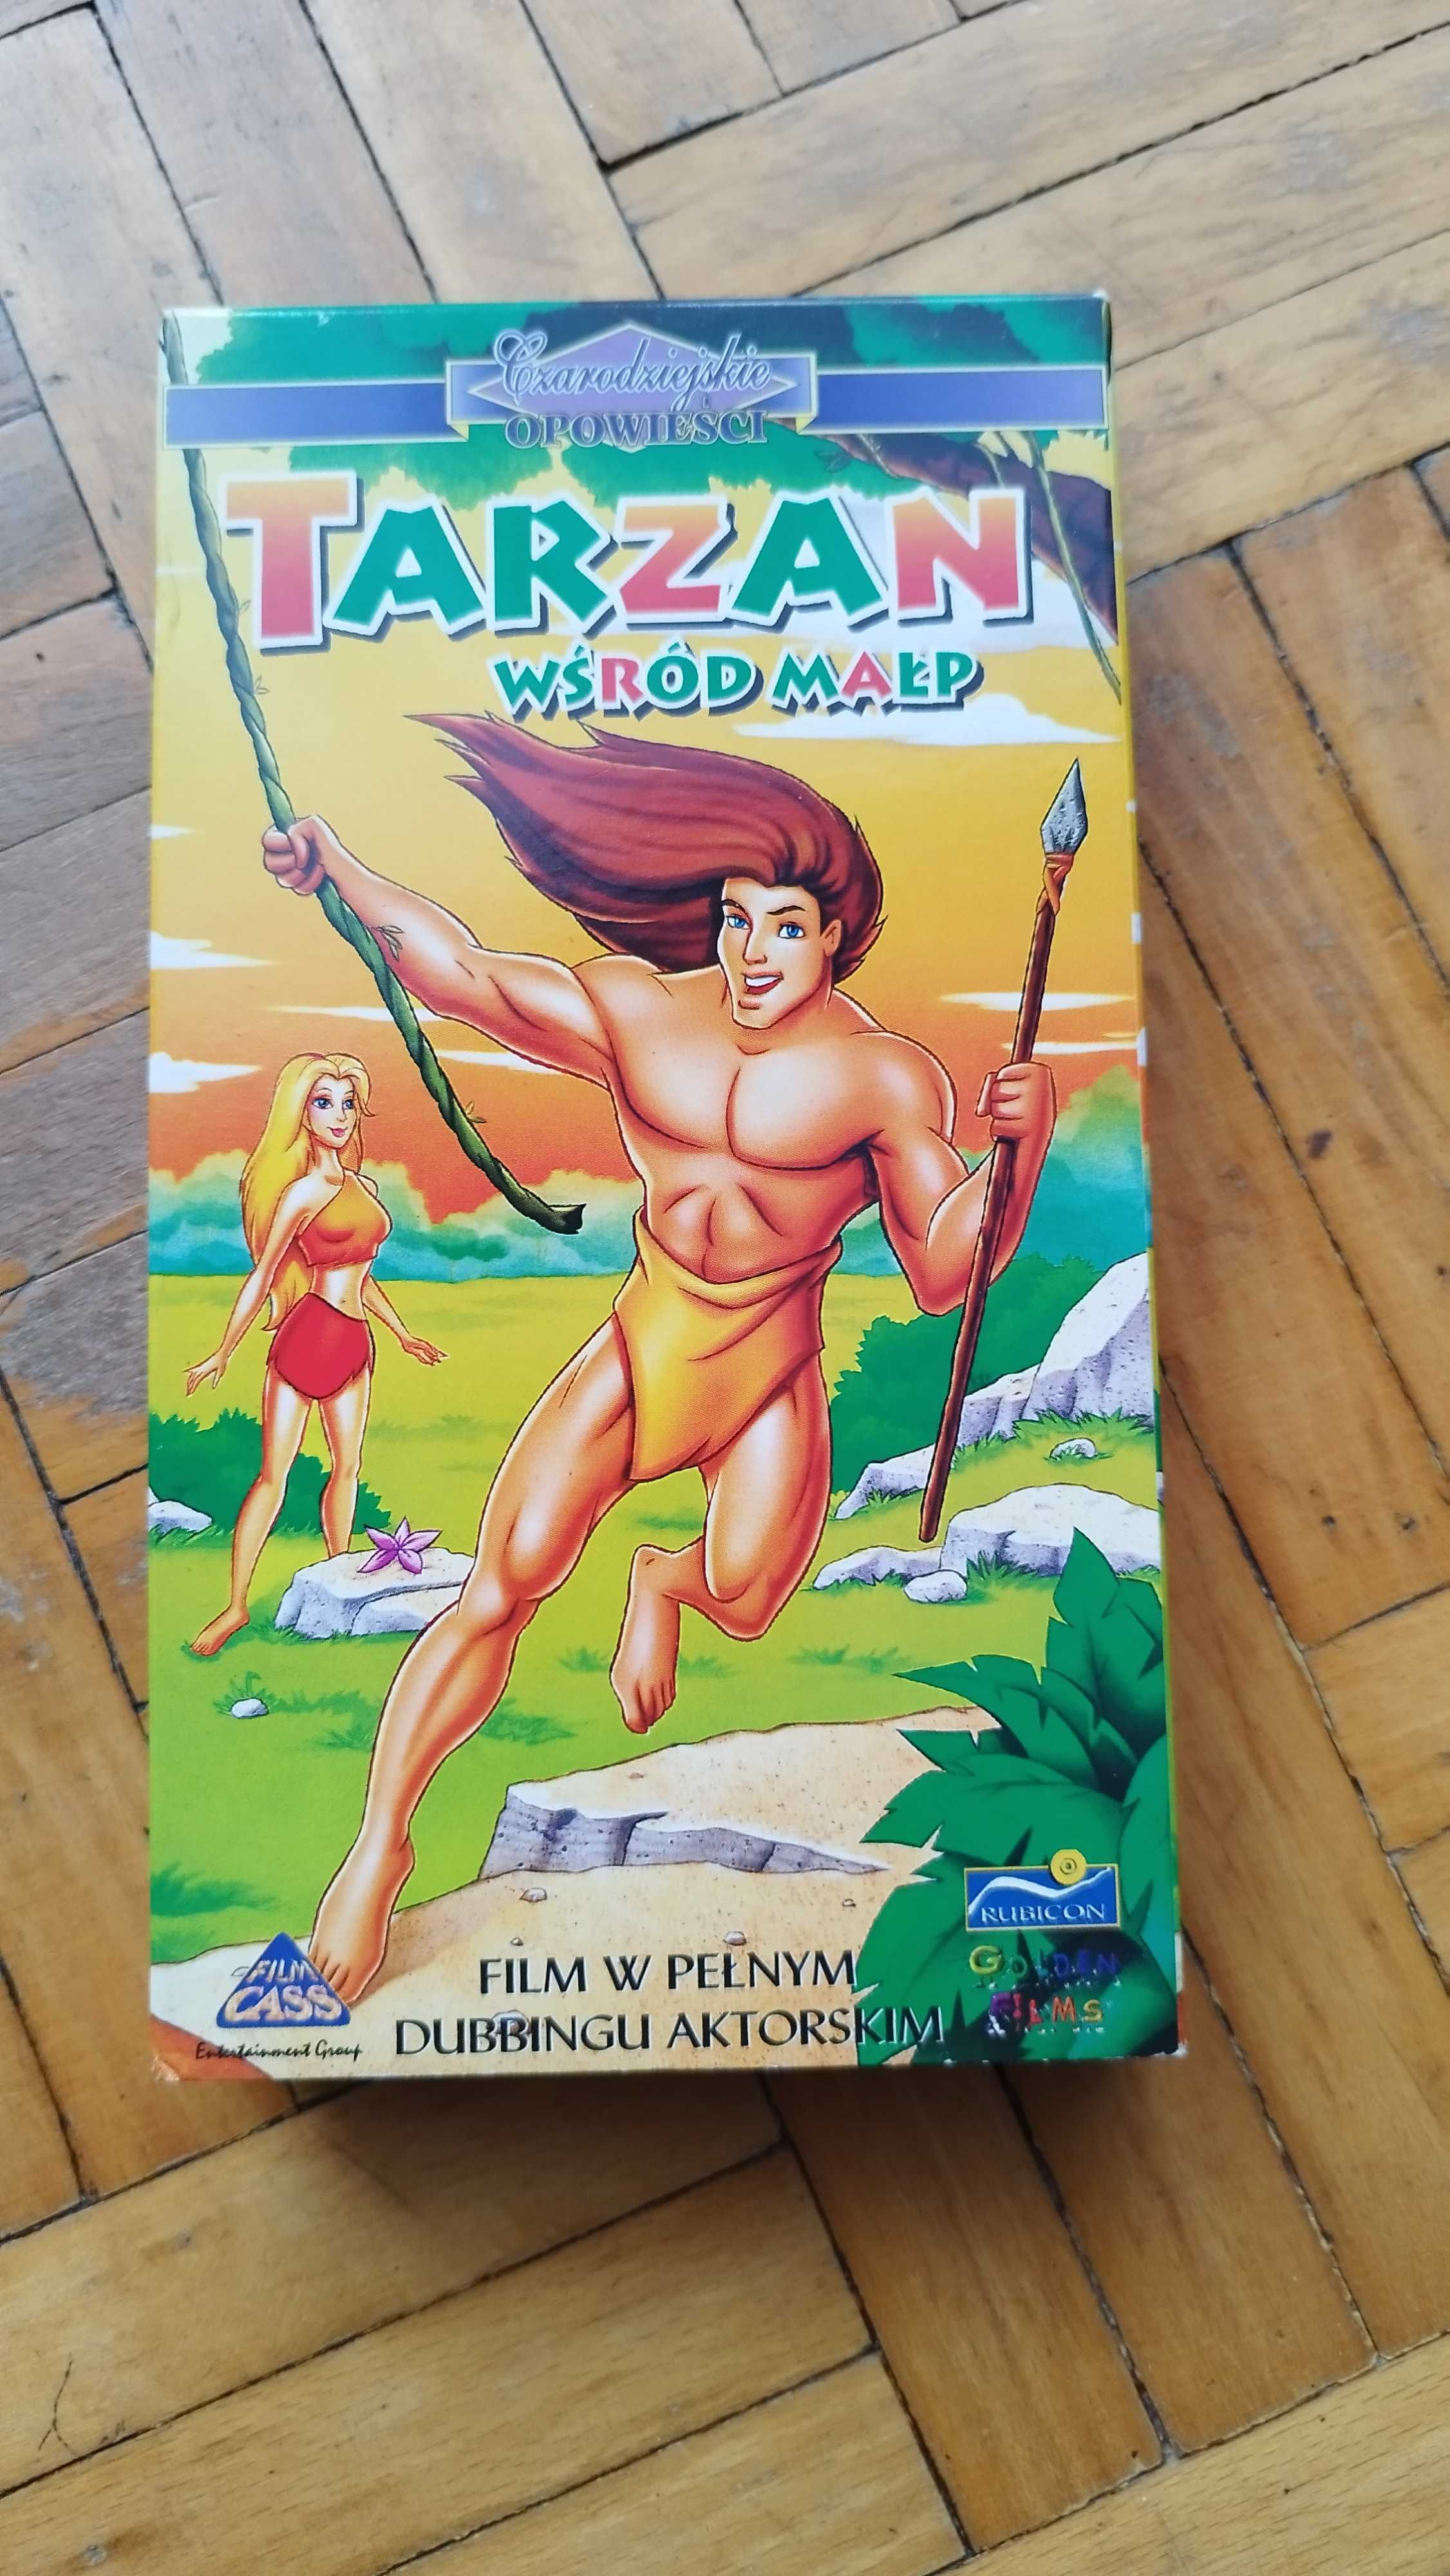 Czarodziejskie
OPOWIEŚCI
TARZAN
WŚRÓD MAŁP
RUBICON
GOLDEN
FILMS
FILM
CASS
Entertainment Group
FILM W PEŁNYM
DUBBINGU AKTORSKIM